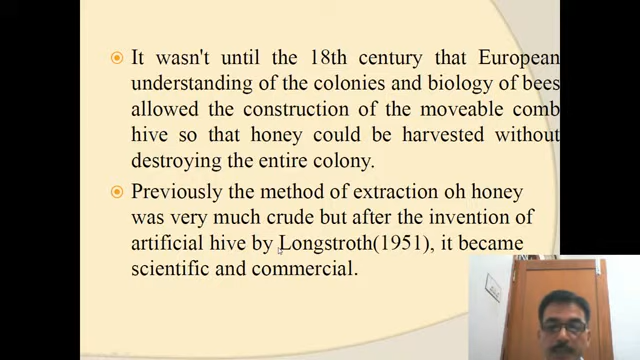 It wasn't until the 18th century that European
understanding of the colonies and biology of bees
allowed the construction of the moveable comb
hive so that honey could be harvested without
destroying the entire colony.
Previously the method of extraction oh honey
was very much crude but after the invention of
artificial hive by Longstroth(1951), it became
scientific and commercial.